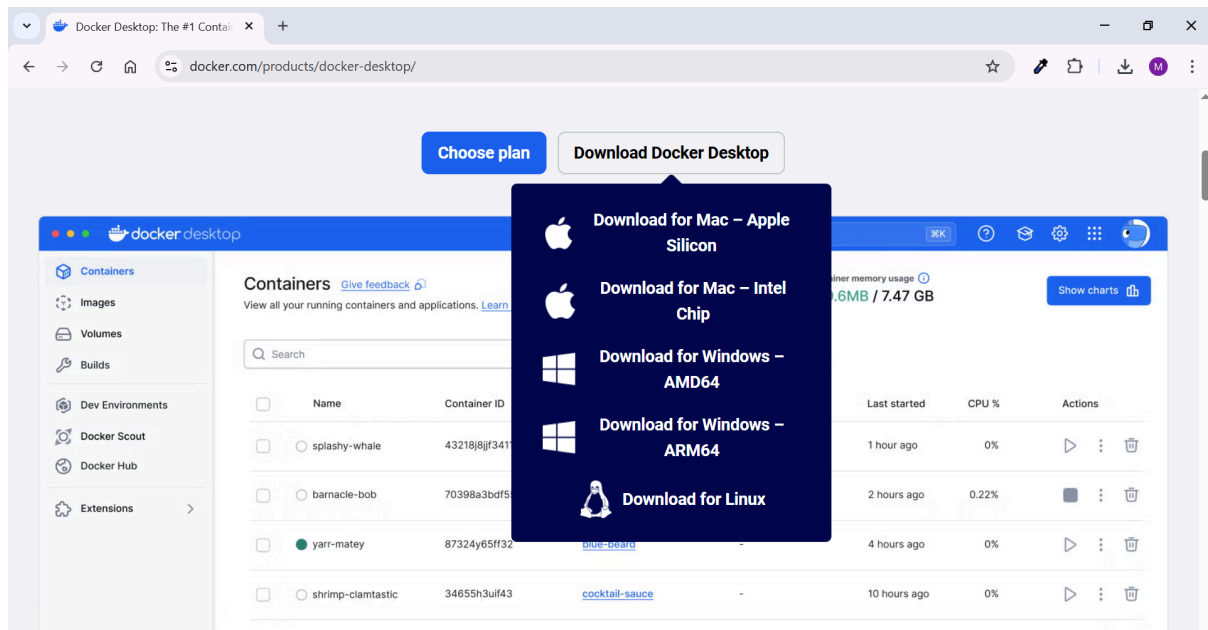 Docker Desktop: The #1 Contai
docker.com/products/docker-desktop/
M
Choose plan
Download Docker Desktop
Download for Mac – Apple
Silicon
Download for Mac – Intel
Chip
Download for Windows –
AMD64
Download for Windows –
ARM64
Download for Linux
docker desktop
⌘K
Containers
Images
Volumes
Builds
Dev Environments
Docker Scout
Docker Hub
Extensions
Containers Give feedback
View all your running containers and applications. Learn
iner memory usage
.6MB / 7.47 GB
Show charts
Search
Name Container ID Last started CPU % Actions
splashy-whale 43218j8jjf341 1 hour ago 0%
barnacle-bob 70398a3bdf5 2 hours ago 0.22%
yarr-matey 87324y65ff32 blue-beard - 4 hours ago 0%
shrimp-clamtastic 34655h3uif43 cocktail-sauce - 10 hours ago 0%